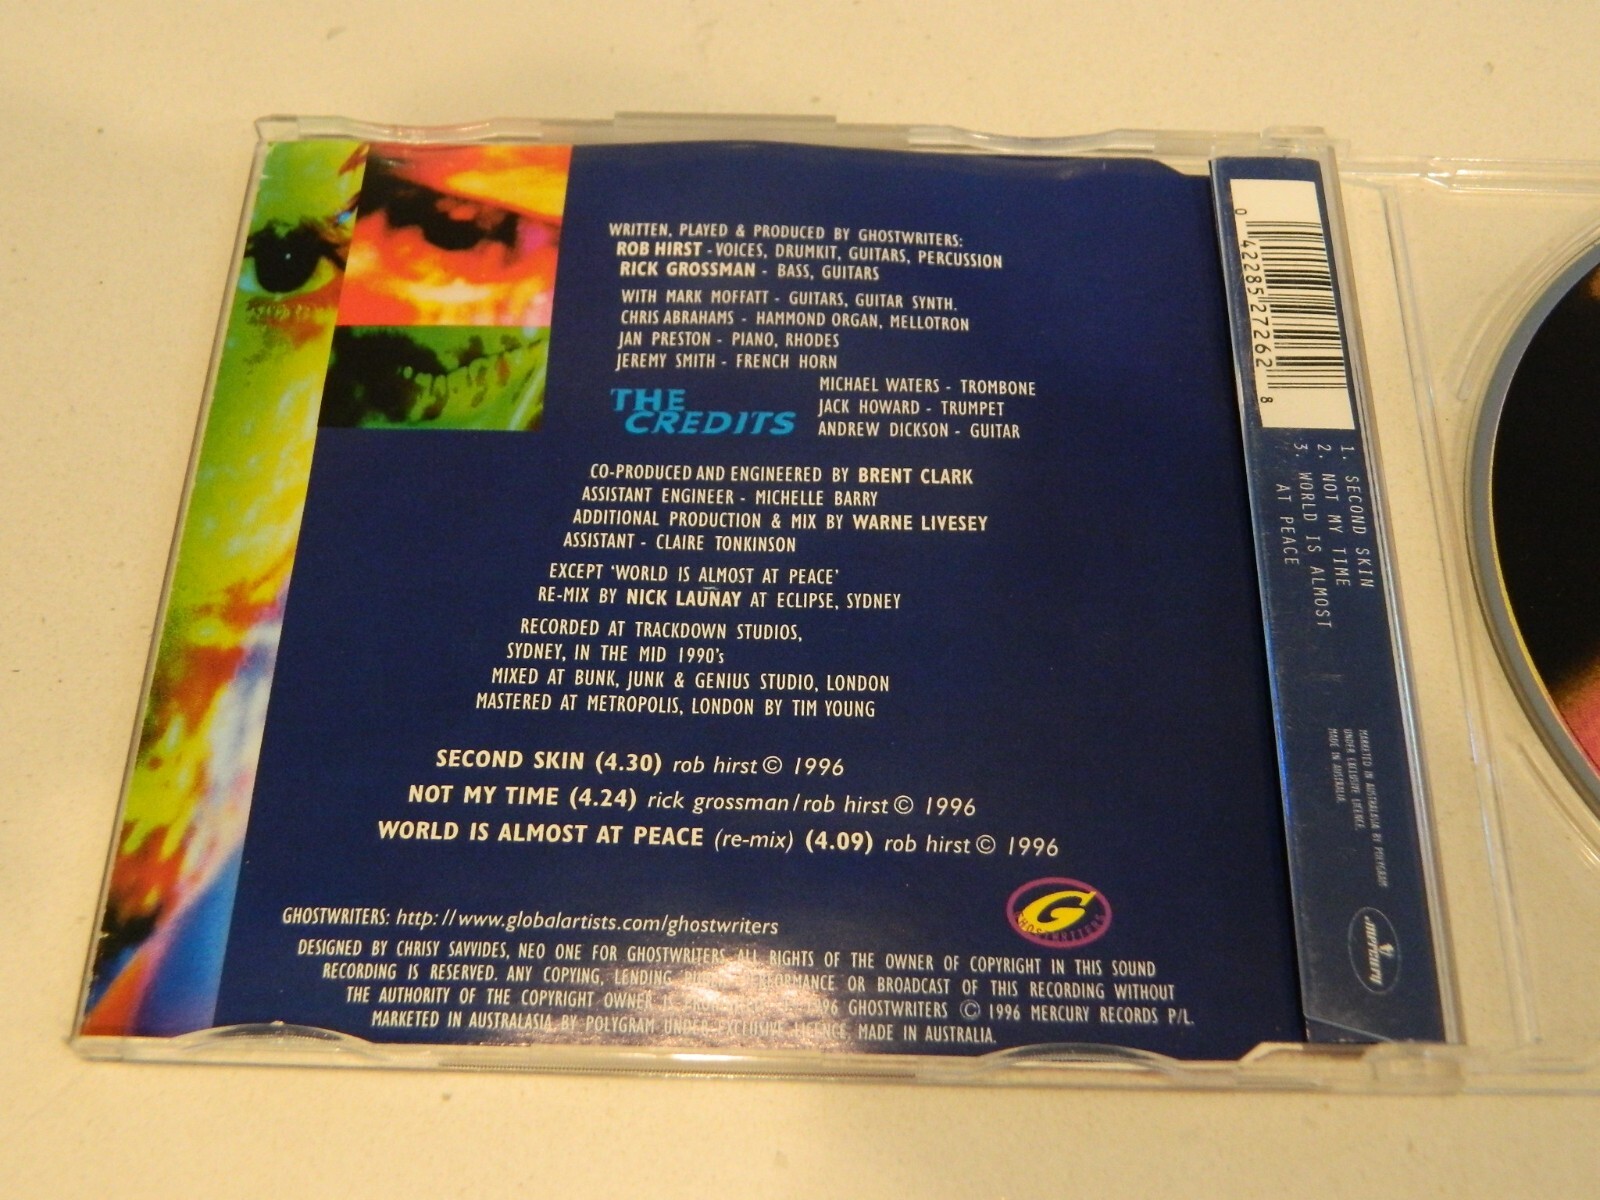 WRITTEN, PLAYED & PRODUCED BY GHOSTWRITERS:
ROB HIRST - VOICES, DRUMKIT, GUITARS, PERCUSSION
RICK GROSSMAN - BASS, GUITARS
WITH MARK MOFFATT - GUITARS, GUITAR SYNTH.
CHRIS ABRAHAMS - HAMMOND ORGAN, MELLOTRON
JAN PRESTON - PIANO, RHODES
JEREMY SMITH - FRENCH HORN
MICHAEL WATERS - TROMBONE
JACK HOWARD - TRUMPET
ANDREW DICKSON - GUITAR
THE
CREDITS
CO-PRODUCED AND ENGINEERED BY BRENT CLARK
ASSISTANT ENGINEER - MICHELLE BARRY
ADDITIONAL PRODUCTION & MIX BY WARNE LIVESEY
ASSISTANT - CLAIRE TONKINSON
EXCEPT 'WORLD IS ALMOST AT PEACE'
RE-MIX BY NICK LAUNAY AT ECLIPSE, SYDNEY
RECORDED AT TRACKDOWN STUDIOS,
SYDNEY, IN THE MID 1990's
MIXED AT BUNK, JUNK & GENIUS STUDIO, LONDON
MASTERED AT METROPOLIS, LONDON BY TIM YOUNG
SECOND SKIN (4.30) rob hirst © 1996
NOT MY TIME (4.24) rick grossman/rob hirst © 1996
WORLD IS ALMOST AT PEACE (re-mix) (4.09) rob hirst © 1996
GHOSTWRITERS: http://www.globalartists.com/ghostwriters
G
GHOSTWRITERS
DESIGNED BY CHRISY SAVVIDES, NEO ONE FOR GHOSTWRITERS. ALL RIGHTS OF THE OWNER OF COPYRIGHT IN THIS SOUND
RECORDING IS RESERVED. ANY COPYING, LENDING, PERFORMANCE OR BROADCAST OF THIS RECORDING WITHOUT
THE AUTHORITY OF THE COPYRIGHT OWNER IS GHOSTWRITERS © 1996 MERCURY RECORDS P/L.
MARKETED IN AUSTRALASIA BY POLYGRAM UNDER EXCLUSIVE LICENCE, MADE IN AUSTRALIA.
0 42285 27262 8
1. SECOND SKIN
2. NOT MY TIME
3. WORLD IS ALMOST
AT PEACE
MARKETED IN AUSTRALASIA BY POLYGRAM
UNDER EXCLUSIVE LICENCE.
MADE IN AUSTRALIA.
mercury